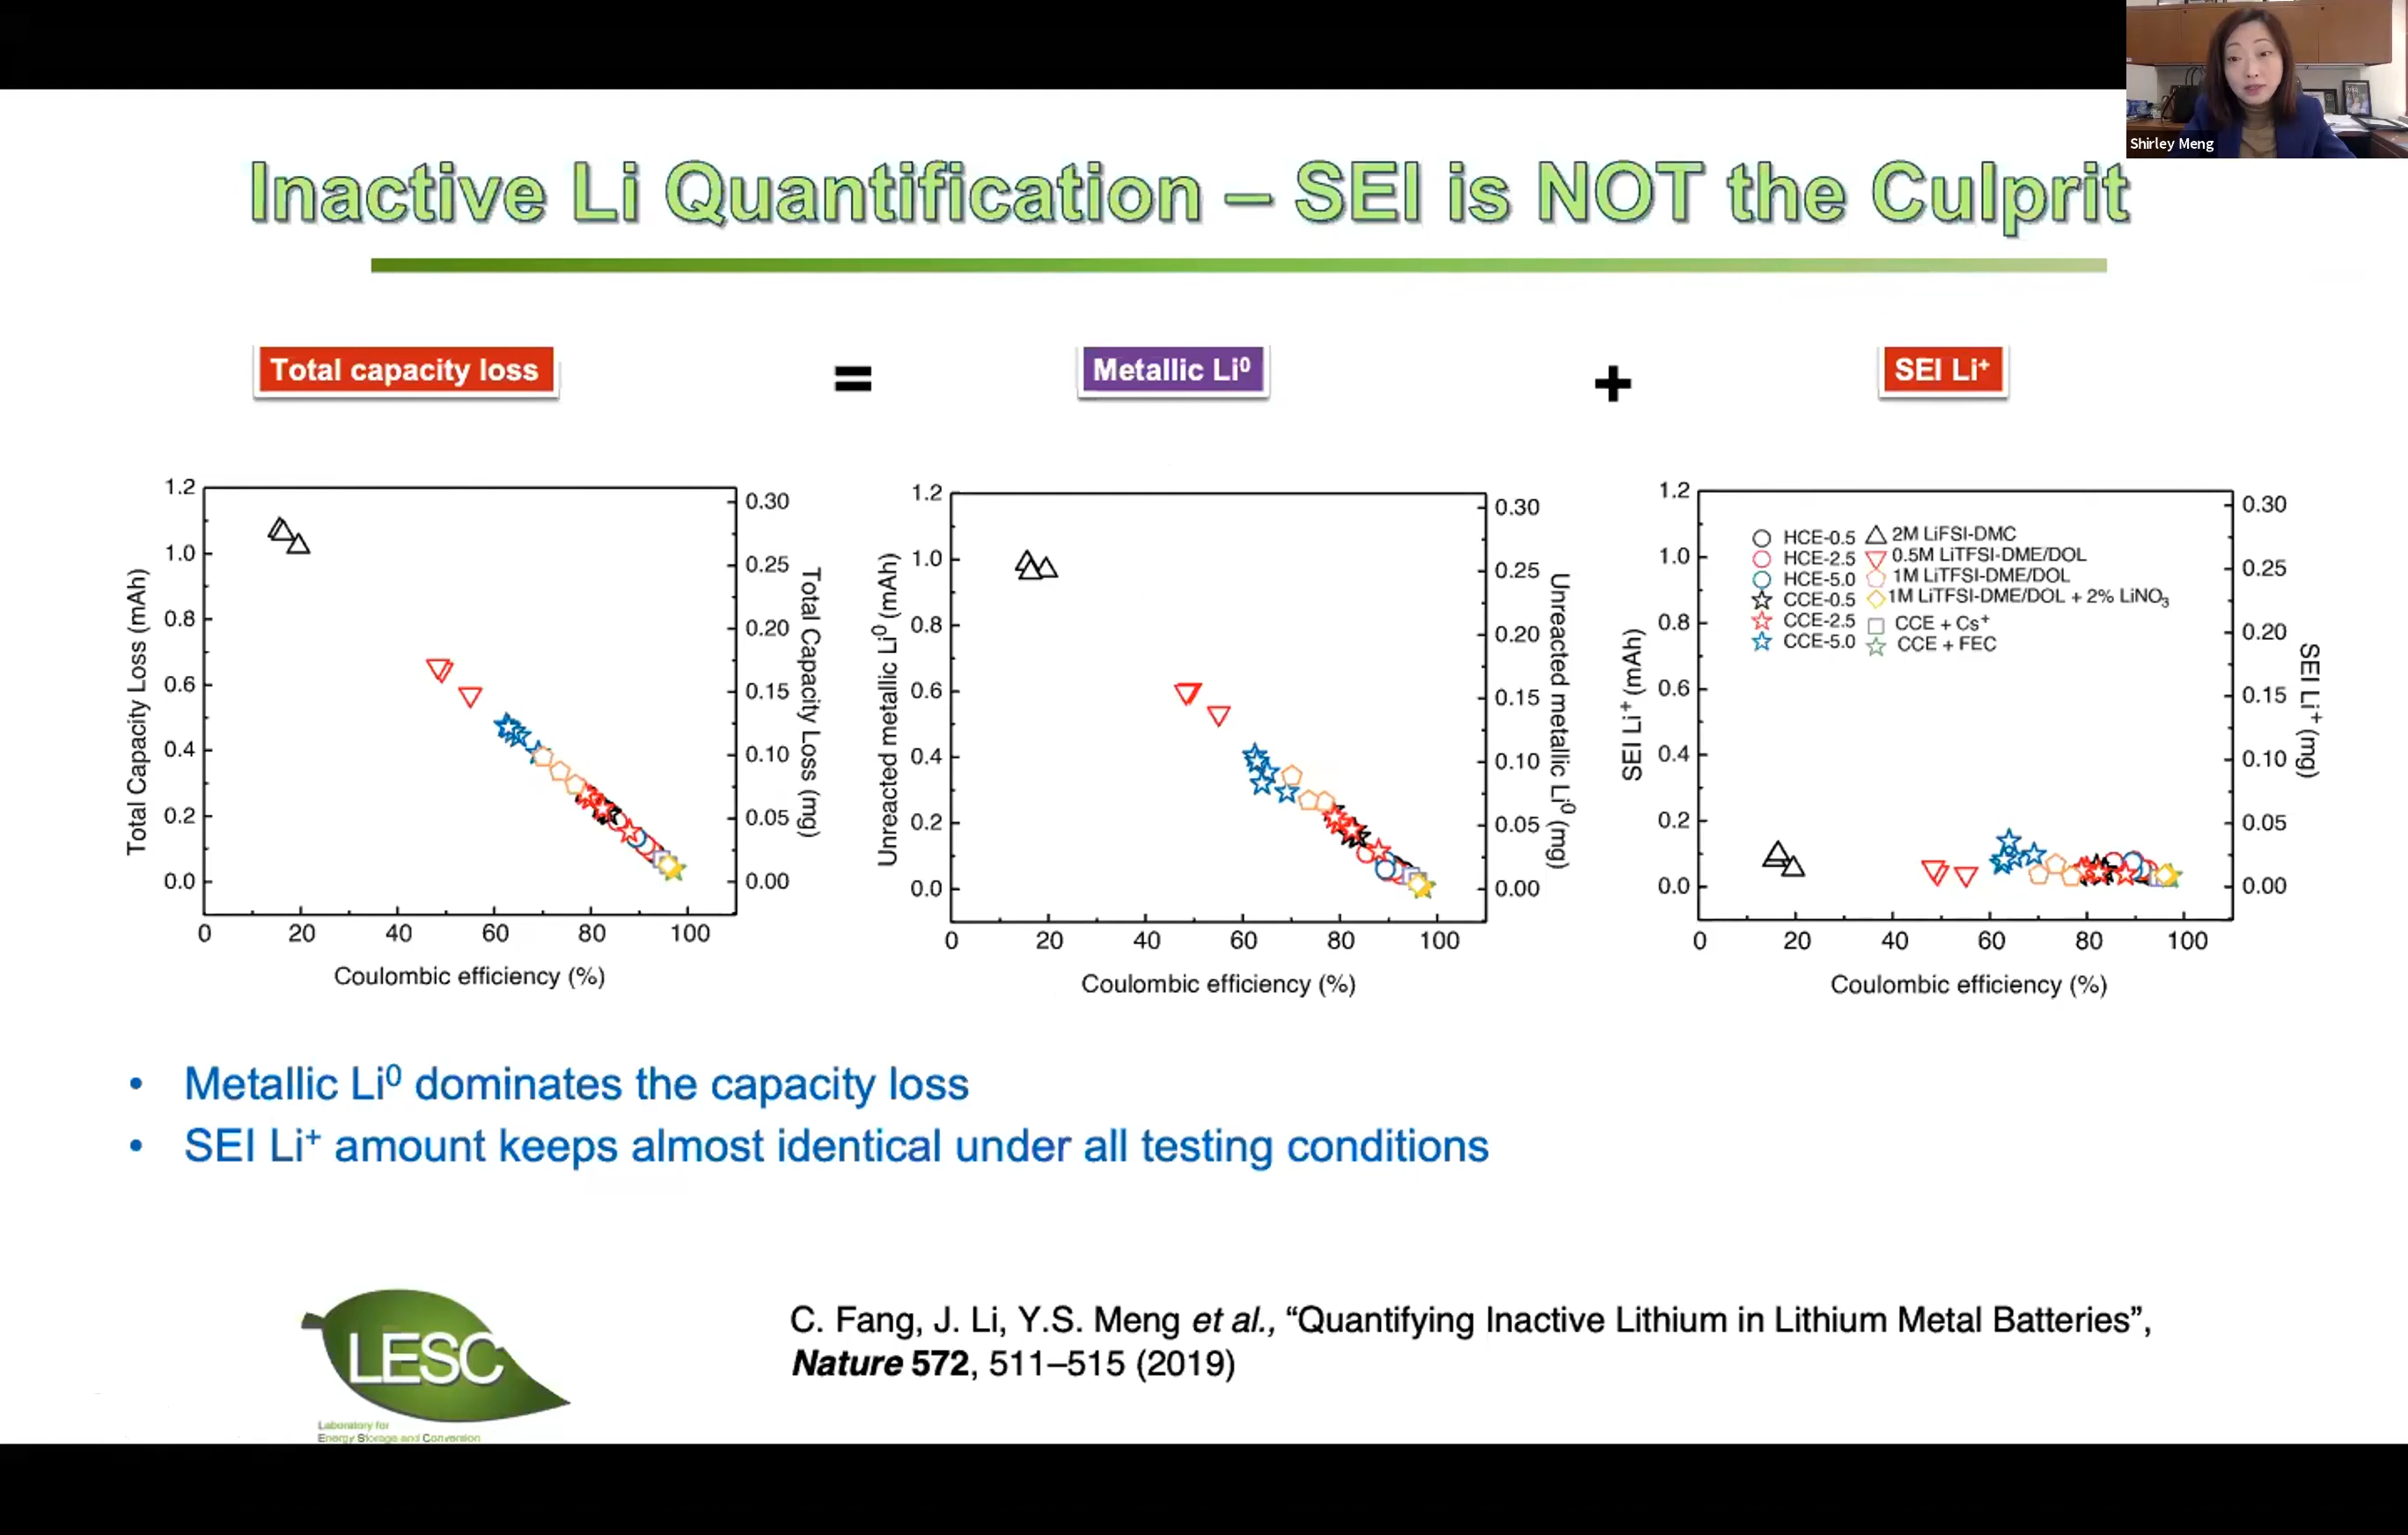 Shirley Meng
Inactive Li Quantification – SEI is NOT the Culprit
Total capacity loss
=
Metallic Li⁰
+
SEI Li⁺
1.2
1.0
0.8
0.6
0.4
0.2
0.0
Total Capacity Loss (mAh)
0.30
0.25
0.20
0.15
0.10
0.05
0.00
Total Capacity Loss (mg)
0 20 40 60 80 100
Coulombic efficiency (%)
1.2
1.0
0.8
0.6
0.4
0.2
0.0
Unreacted metallic Li⁰ (mAh)
0.30
0.25
0.20
0.15
0.10
0.05
0.00
Unreacted metallic Li⁰ (mg)
0 20 40 60 80 100
Coulombic efficiency (%)
1.2
1.0
0.8
0.6
0.4
0.2
0.0
SEI Li⁺ (mAh)
HCE-0.5 2M LiFSI-DMC
HCE-2.5 0.5M LiTFSI-DME/DOL
HCE-5.0 1M LiTFSI-DME/DOL
CCE-0.5 1M LiTFSI-DME/DOL + 2% LiNO₃
CCE-2.5 CCE + Cs⁺
CCE-5.0 CCE + FEC
0.30
0.25
0.20
0.15
0.10
0.05
0.00
SEI Li⁺ (mg)
0 20 40 60 80 100
Coulombic efficiency (%)
• Metallic Li⁰ dominates the capacity loss
• SEI Li⁺ amount keeps almost identical under all testing conditions
LESC
Laboratory for
Energy Storage and Conversion
C. Fang, J. Li, Y.S. Meng et al., “Quantifying Inactive Lithium in Lithium Metal Batteries”,
Nature 572, 511–515 (2019)